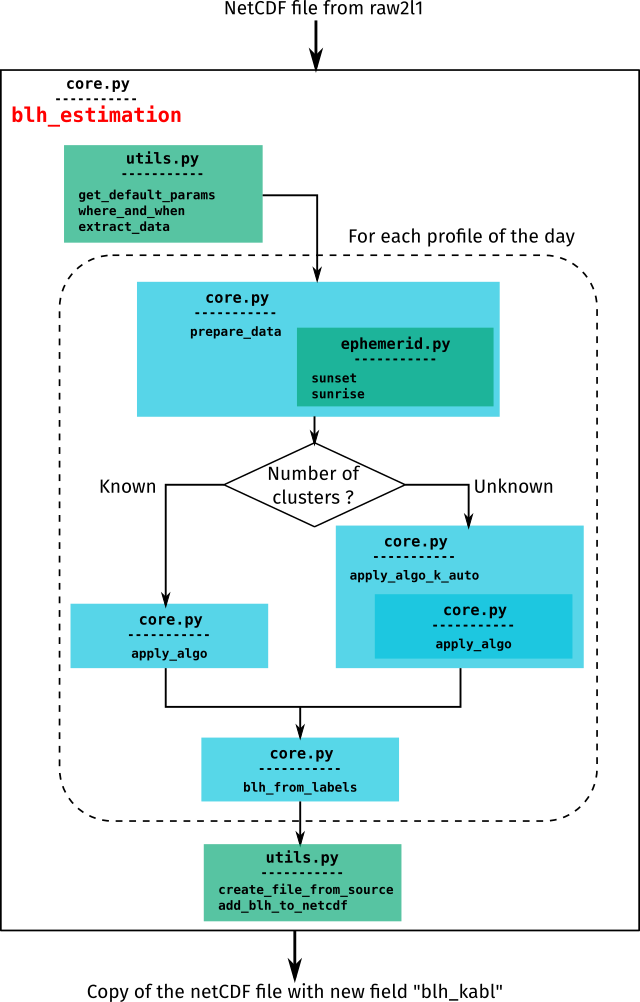 NetCDF file from raw2l1
core.py
blh_estimation
utils.py
get_default_params
where_and_when
extract_data
For each profile of the day
core.py
prepare_data
ephemerid.py
sunset
sunrise
Number of
clusters ?
Known
Unknown
core.py
apply_algo_k_auto
core.py
apply_algo
core.py
apply_algo
core.py
blh_from_labels
utils.py
create_file_from_source
add_blh_to_netcdf
Copy of the netCDF file with new field "blh_kabl"